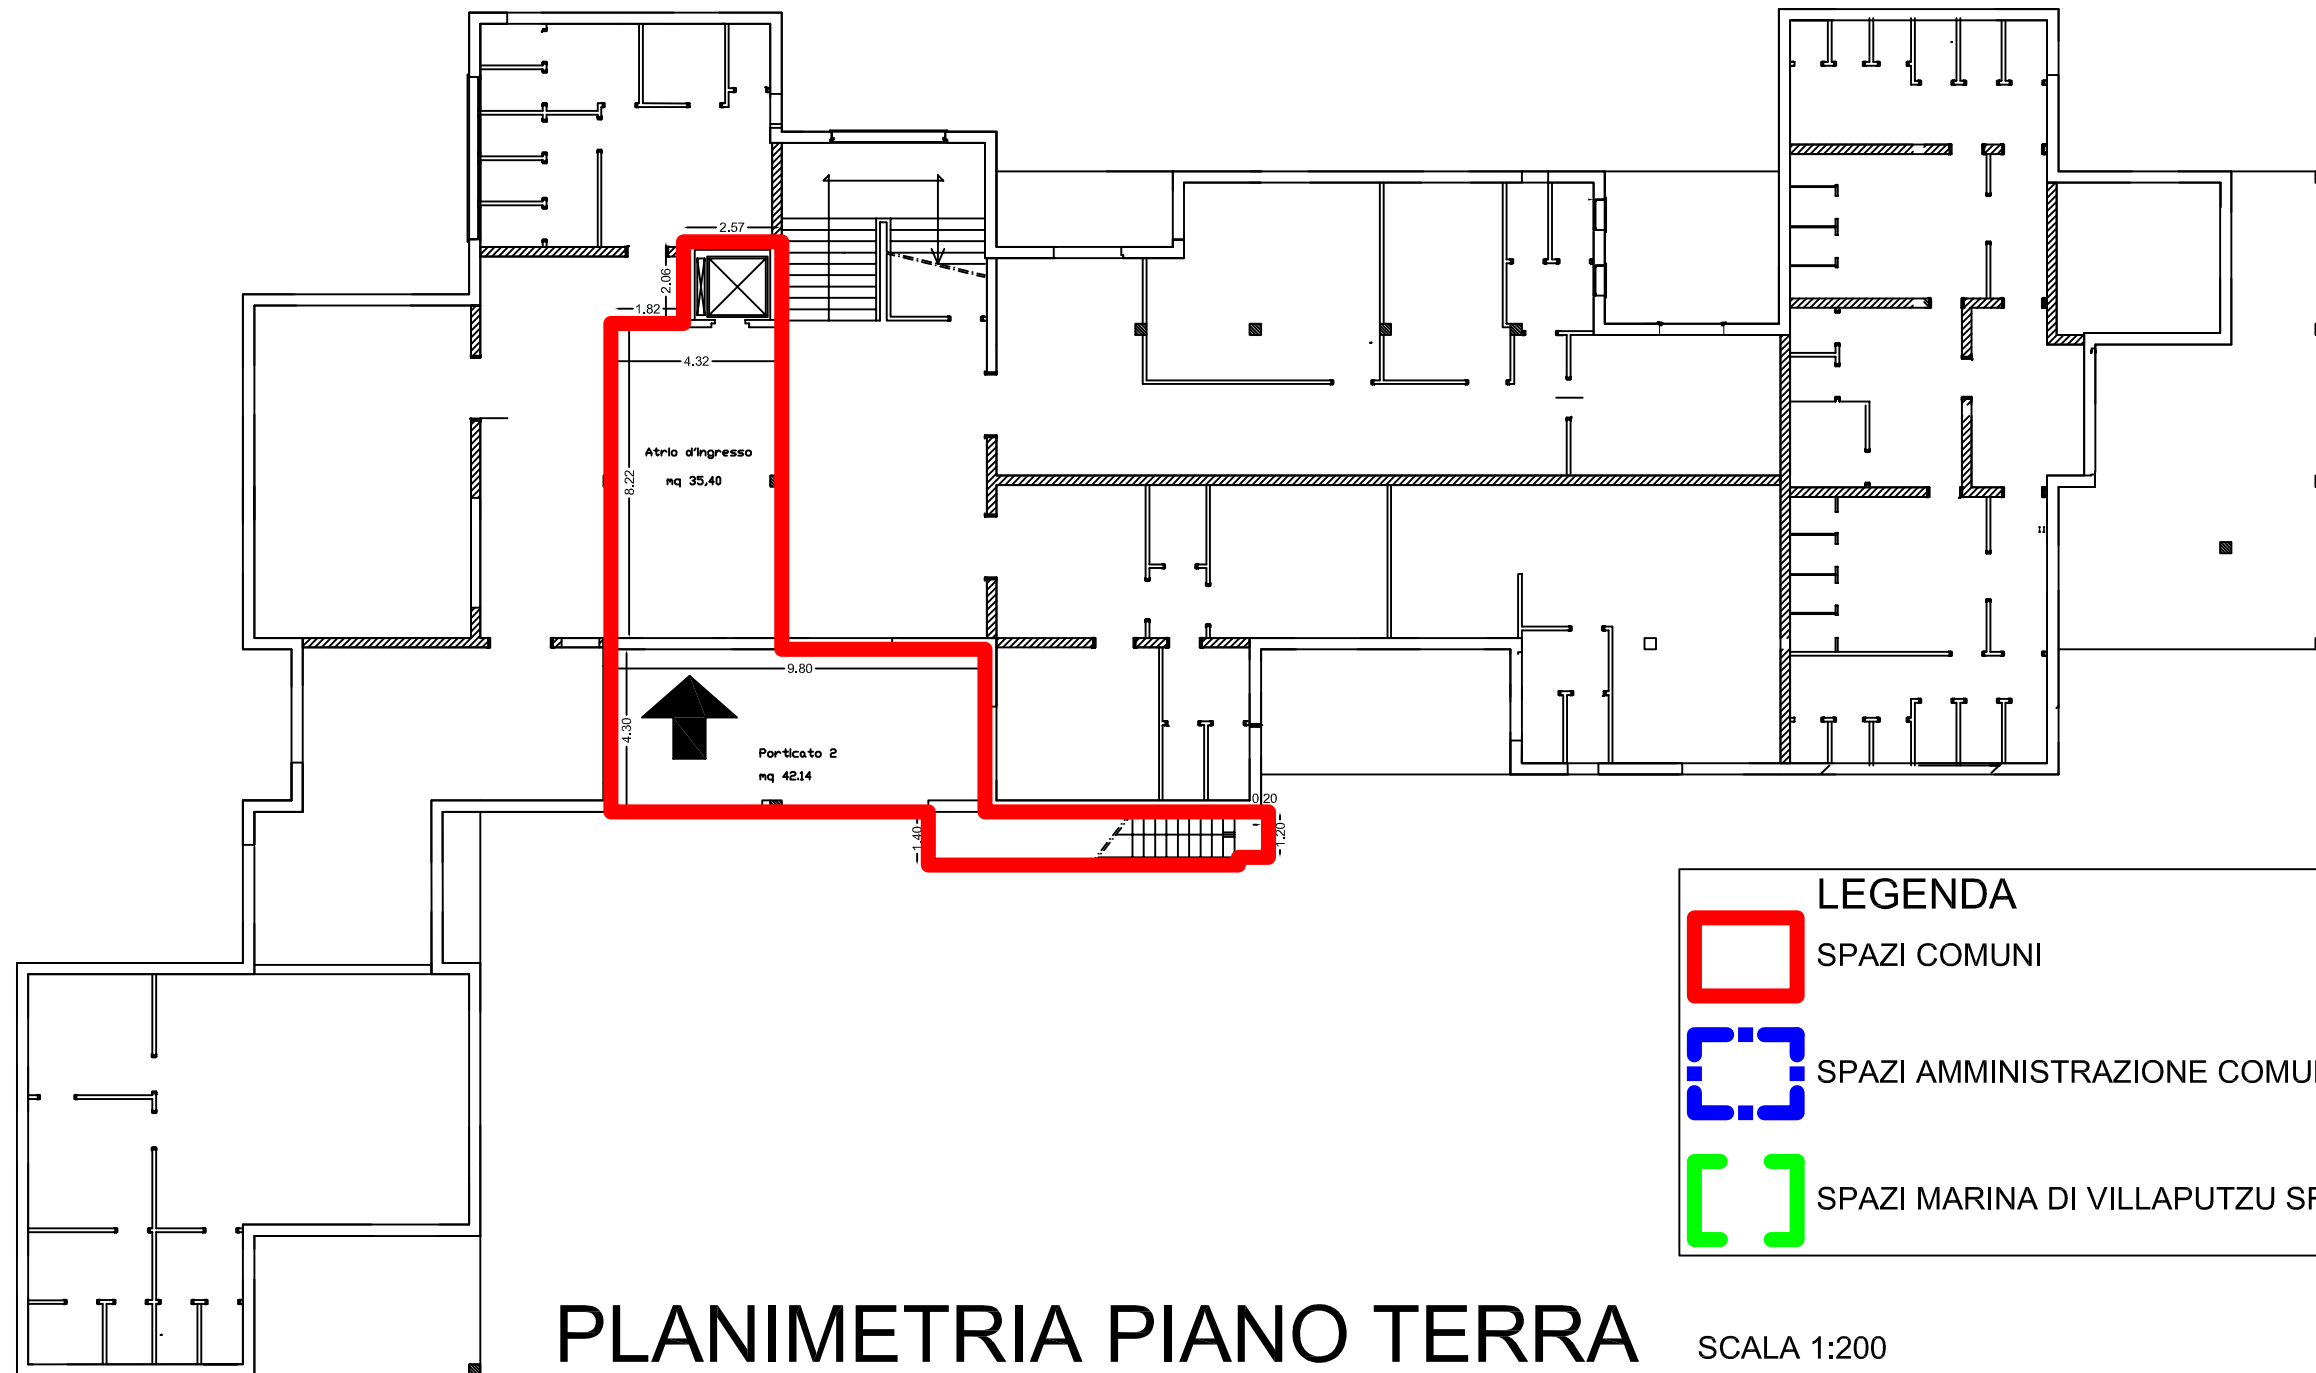 2.57
2.06
1.82
4.32
Atrio d'ingresso
mq 35,40
8.22
9.80
4.30
Porticato 2
mq 42.14
0.20
1.40
1.20
LEGENDA
SPAZI COMUNI
SPAZI AMMINISTRAZIONE COMU
SPAZI MARINA DI VILLAPUTZU
PLANIMETRIA PIANO TERRA
SCALA 1:200